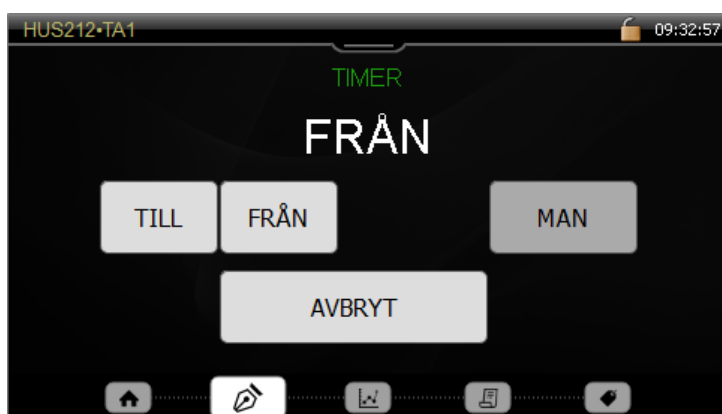 HUS212•TA1 09:32:57
TIMER
FRÅN
TILL FRÅN MAN
AVBRYT